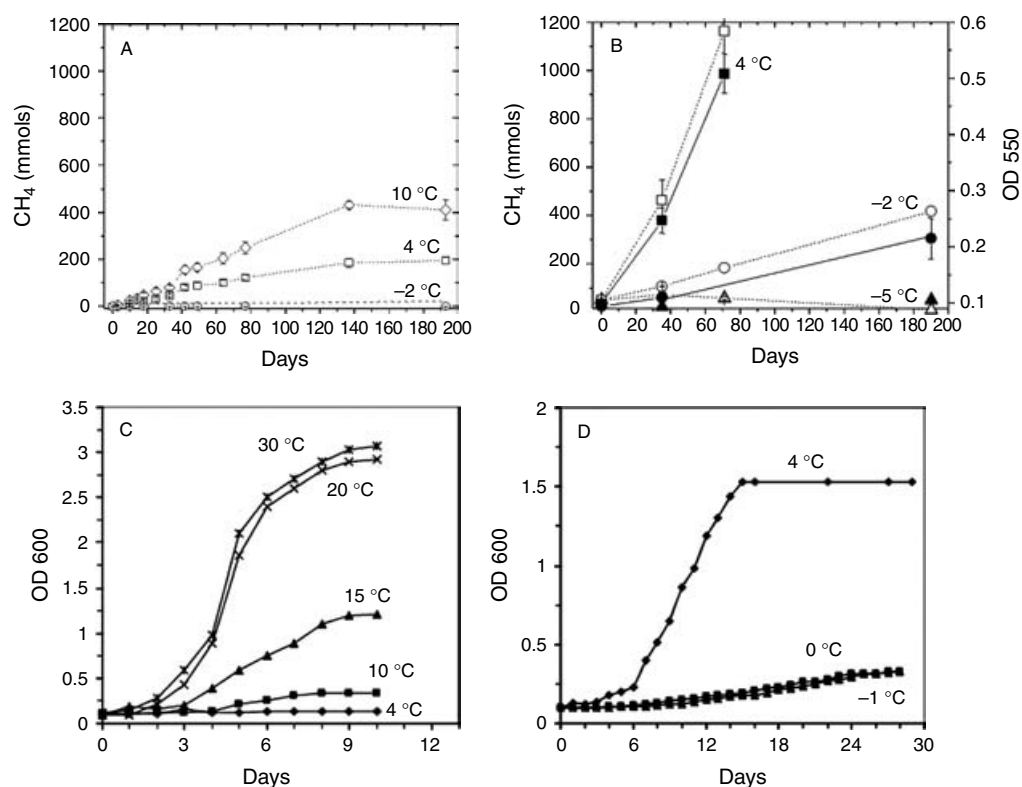 A
CH₄ (mmols)
1200
1000
800
600
400
200
0
10 °C
4 °C
–2 °C
0 20 40 60 80 100 120 140 160 180 200
Days
B
CH₄ (mmols)
1200
1000
800
600
400
200
0
4 °C
–2 °C
–5 °C
0.6
0.5
0.4
0.3
0.2
0.1
OD 550
0 20 40 60 80 100 120 140 160 180 200
Days
C
OD 600
3.5
3
2.5
2
1.5
1
0.5
0
30 °C
20 °C
15 °C
10 °C
4 °C
0 3 6 9 12
Days
D
OD 600
2
1.5
1
0.5
0
4 °C
0 °C
–1 °C
0 6 12 18 24 30
Days